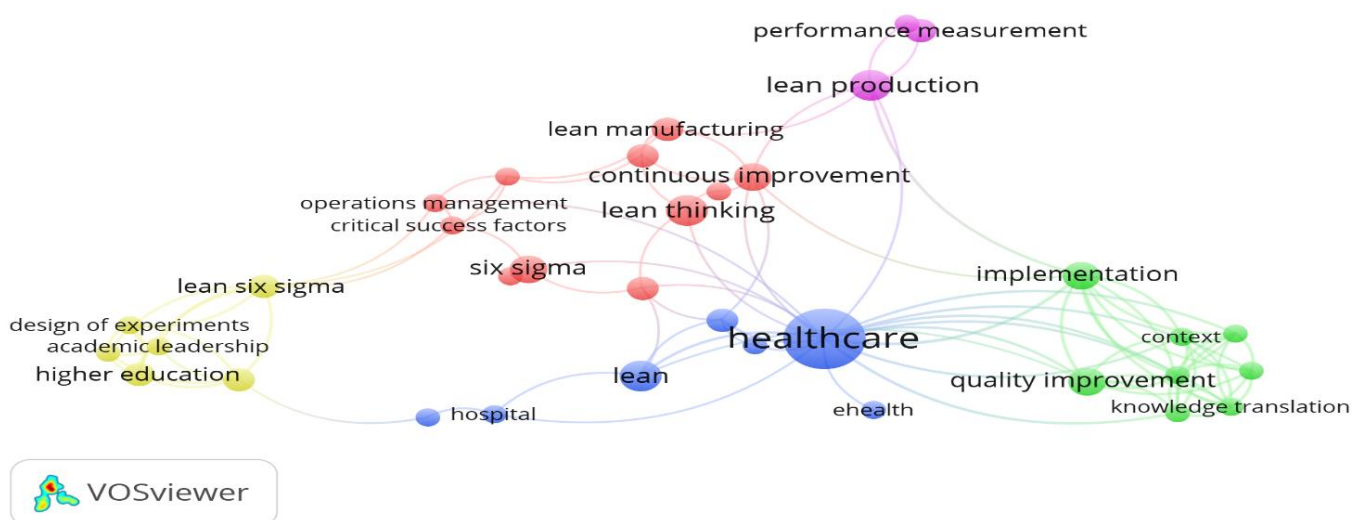 performance measurement
lean production
lean manufacturing
continuous improvement
operations management
lean thinking
critical success factors
six sigma
implementation
lean six sigma
design of experiments
healthcare
context
academic leadership
higher education
lean
quality improvement
hospital
ehealth
knowledge translation
VOSviewer